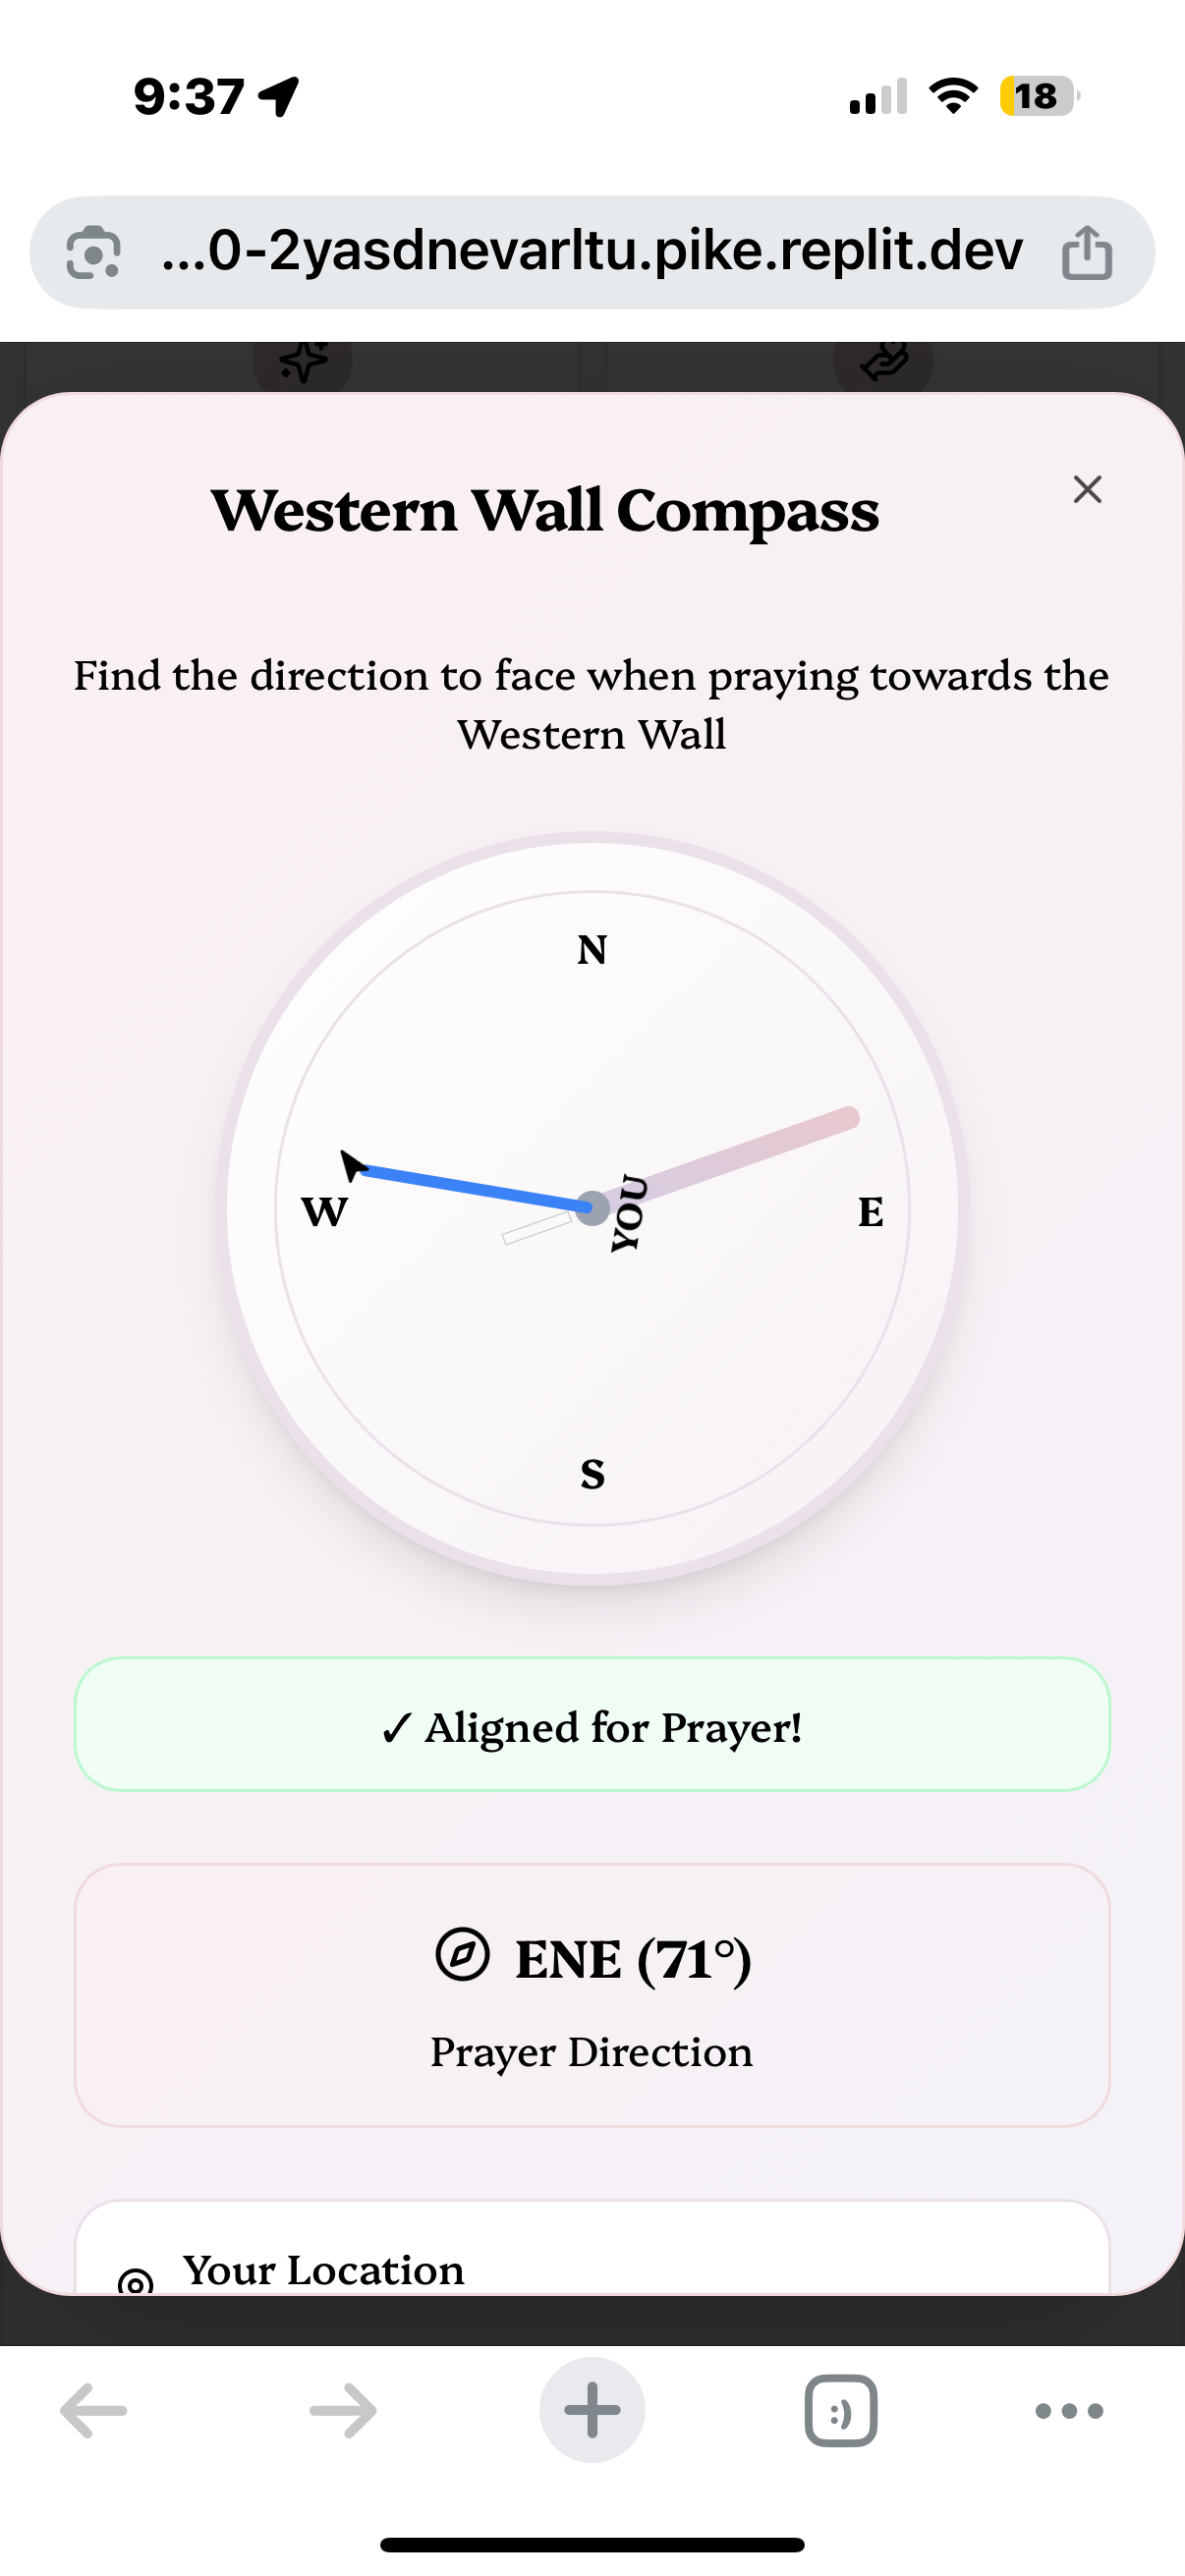 9:37
18
...0-2yasdnevarltu.pike.replit.dev
Western Wall Compass
Find the direction to face when praying towards the
Western Wall
N
W
YOU
E
S
✓ Aligned for Prayer!
ENE (71°)
Prayer Direction
Your Location
:)